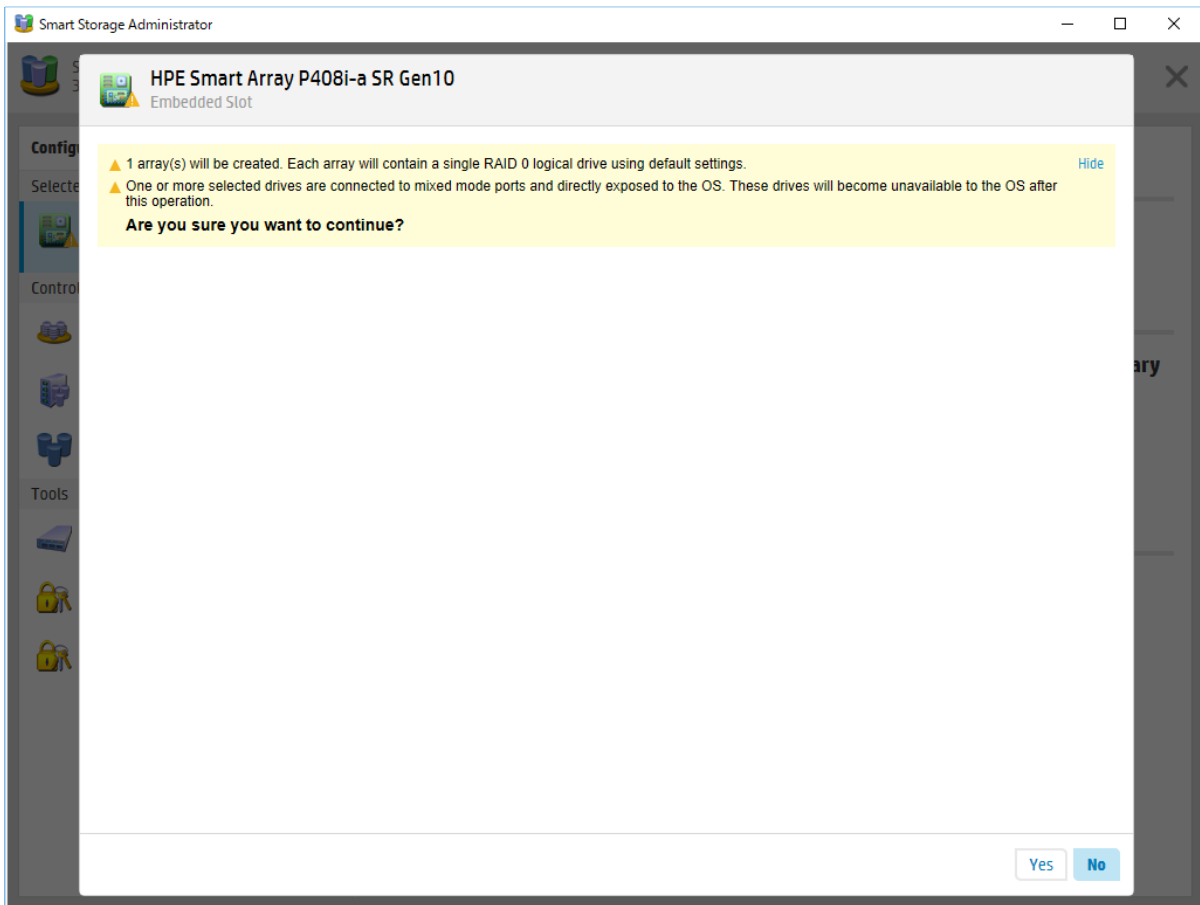 Smart Storage Administrator
HPE Smart Array P408i-a SR Gen10
Embedded Slot
1 array(s) will be created. Each array will contain a single RAID 0 logical drive using default settings.
Hide
One or more selected drives are connected to mixed mode ports and directly exposed to the OS. These drives will become unavailable to the OS after
this operation.
Are you sure you want to continue?
Config
Selecte
Control
Tools
ary
Yes
No